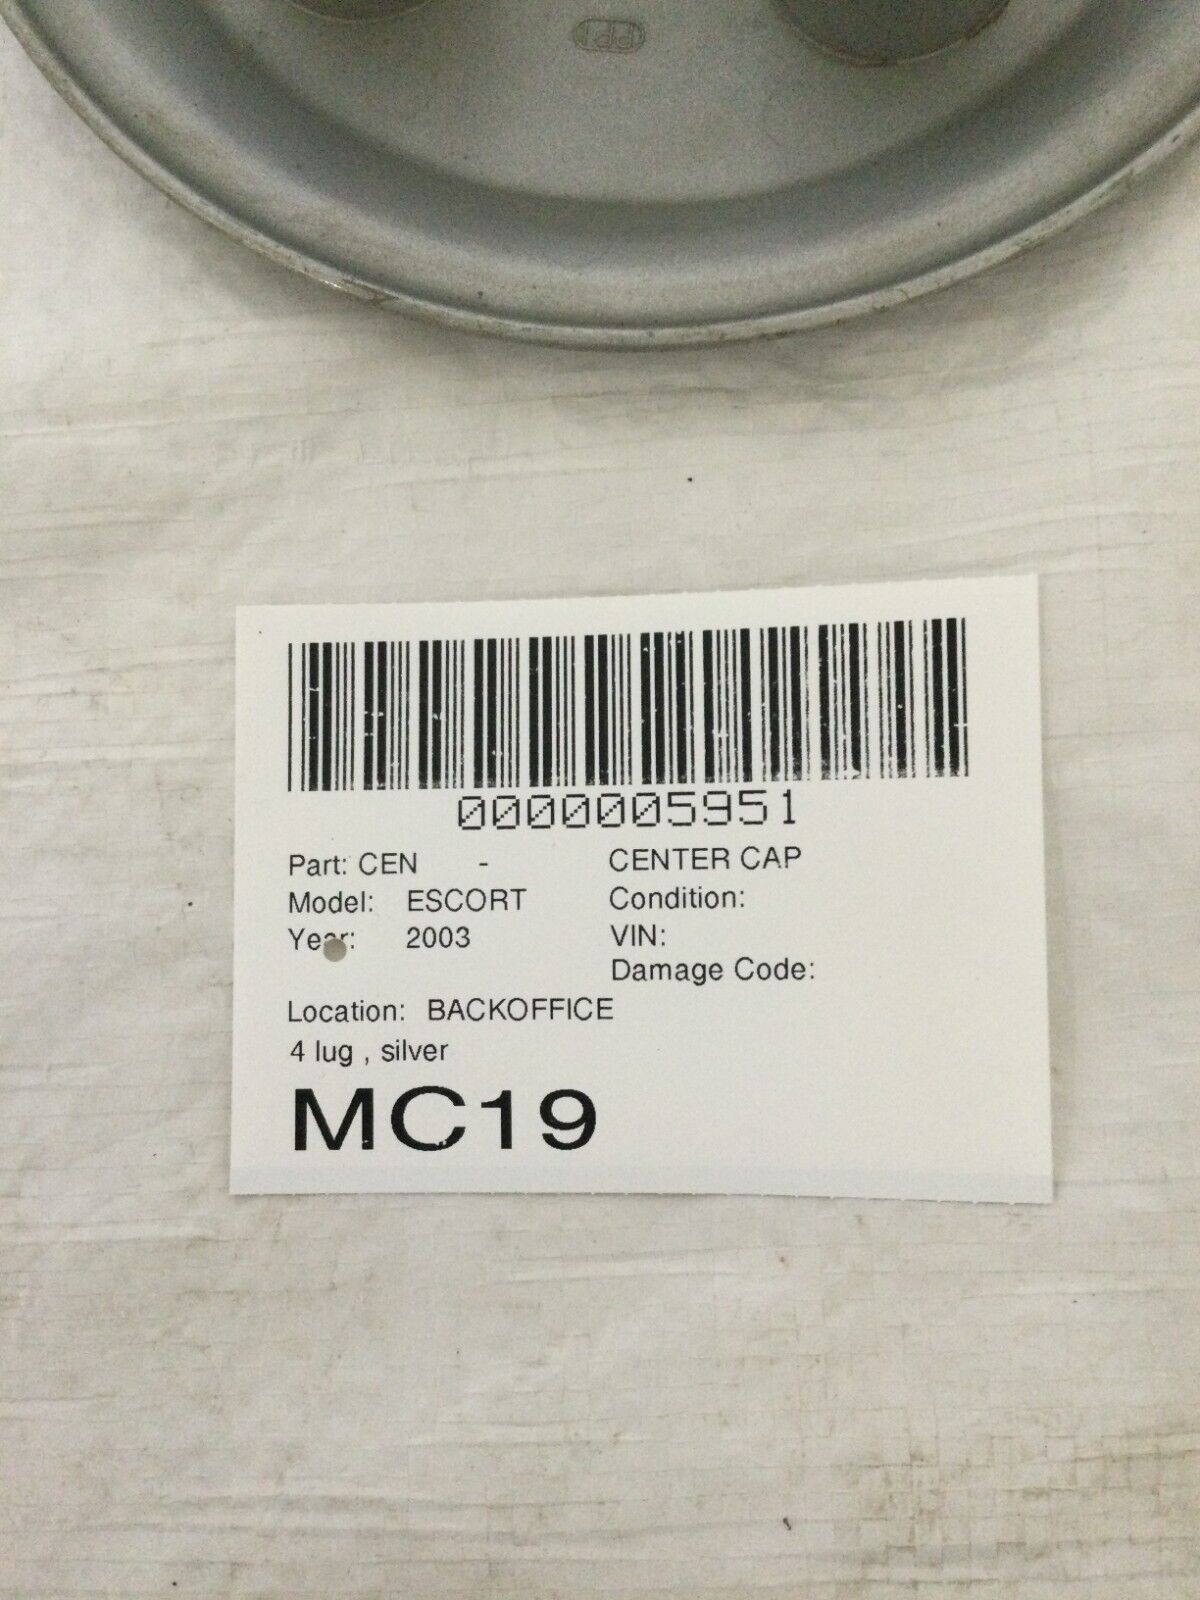 0000005951
Part: CEN - CENTER CAP
Model: ESCORT Condition:
Year: 2003 VIN:
Damage Code:
Location: BACKOFFICE
4 lug , silver
MC19